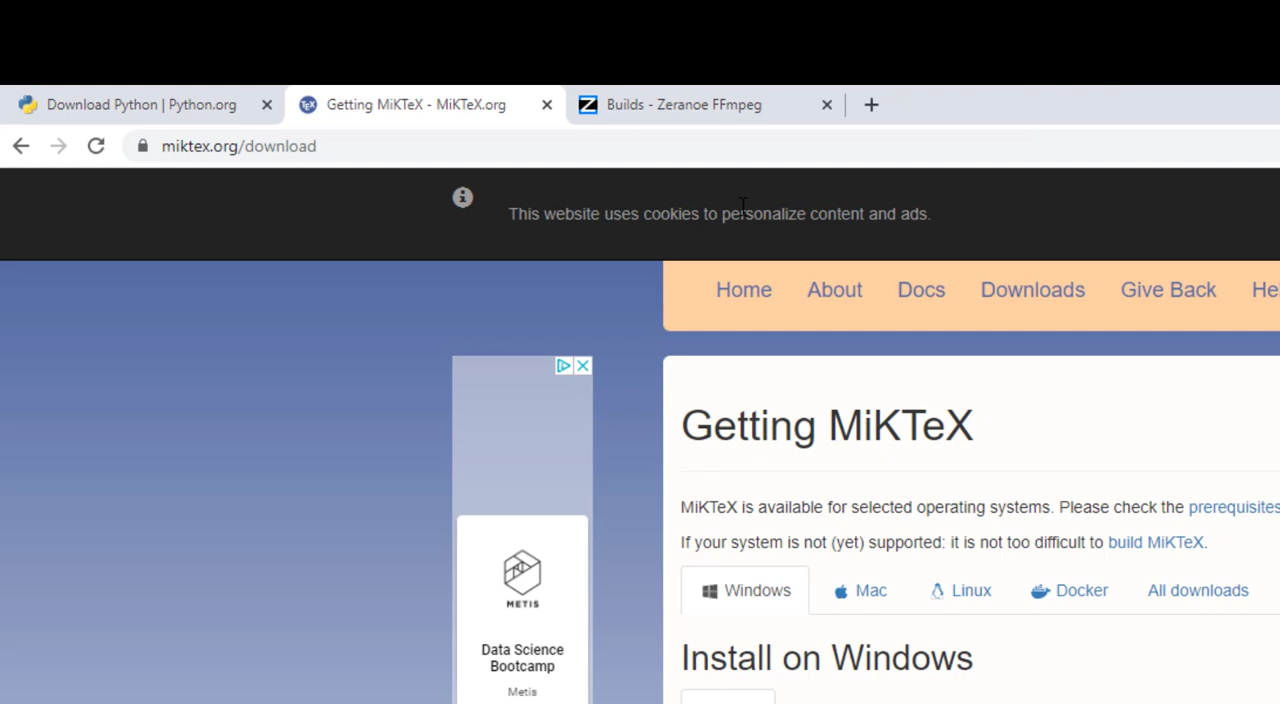 Download Python | Python.org
Getting MiKTeX - MiKTeX.org
Builds - Zeranoe FFmpeg
miktex.org/download
This website uses cookies to personalize content and ads.
Home About Docs Downloads Give Back Hel
Getting MiKTeX
MiKTeX is available for selected operating systems. Please check the prerequisites
If your system is not (yet) supported: it is not too difficult to build MiKTeX.
Windows Mac Linux Docker All downloads
Install on Windows
METIS
Data Science
Bootcamp
Metis